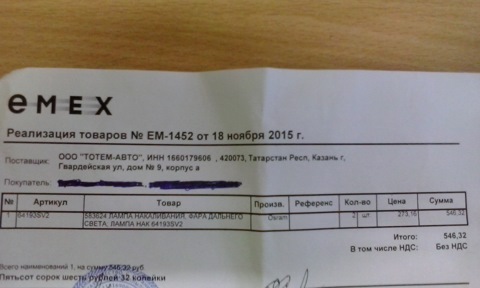 emex
Реализация товаров № EM-1452 от 18 ноября 2015 г.
Поставщик: ООО "ТОТЕМ-АВТО", ИНН 1660179606 , 420073, Татарстан Респ, Казань г,
Гвардейская ул, дом № 9, корпус а
Покупатель:
№ Артикул Товар Произв. Референс Кол-во Цена Сумма
1 64193SV2 583624 ЛАМПА НАКАЛИВАНИЯ, ФАРА ДАЛЬНЕГО Osram 2 шт. 273,16 546,32
СВЕТА; ЛАМПА НАК 64193SV2
Итого: 546,32
В том числе НДС: Без НДС
Всего наименований 1, на сумму 546,32 руб
Пятьсот сорок шесть рублей 32 копейки